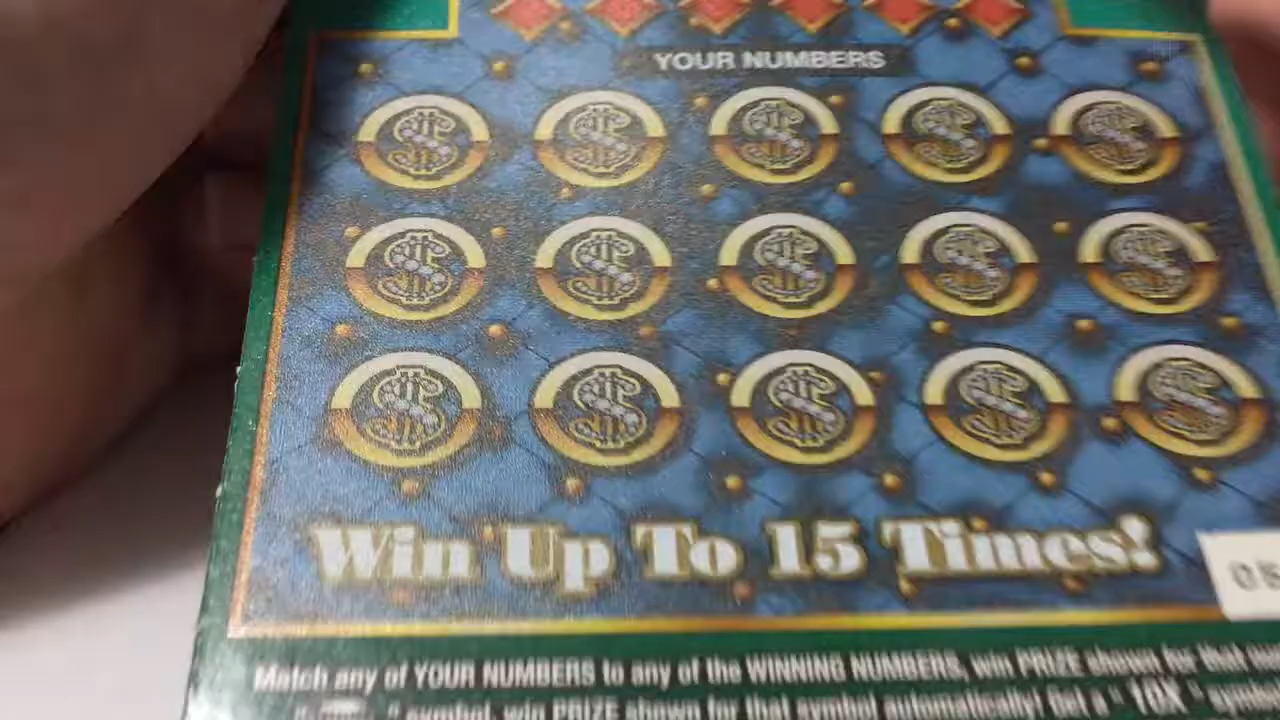 YOUR NUMBERS
Win Up To 15 Times!
Match any of YOUR NUMBERS to any of the WINNING NUMBERS, win PRIZE shown for that
" symbol, win PRIZE shown for that symbol automatically! Get a " 10X " symbol